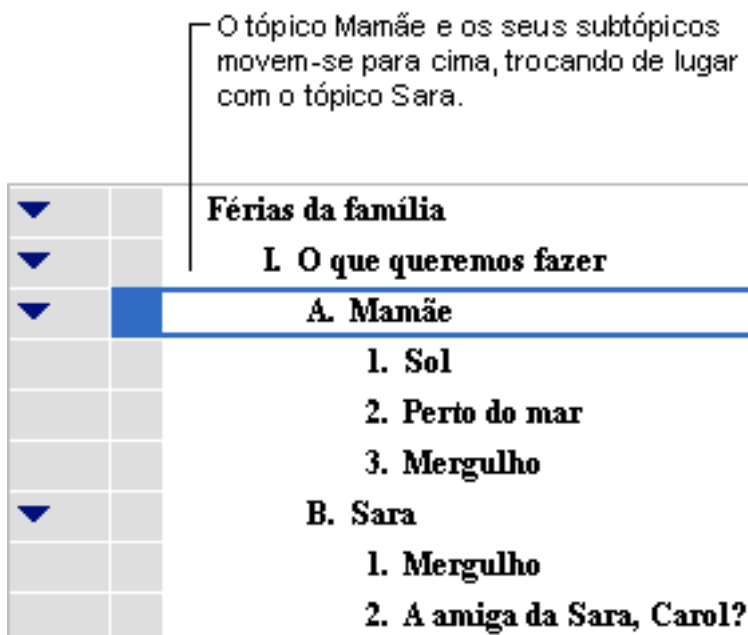 O tópico Mamãe e os seus subtópicos
movem-se para cima, trocando de lugar
com o tópico Sara.
Férias da família
I. O que queremos fazer
A. Mamãe
1. Sol
2. Perto do mar
3. Mergulho
B. Sara
1. Mergulho
2. A amiga da Sara, Carol?